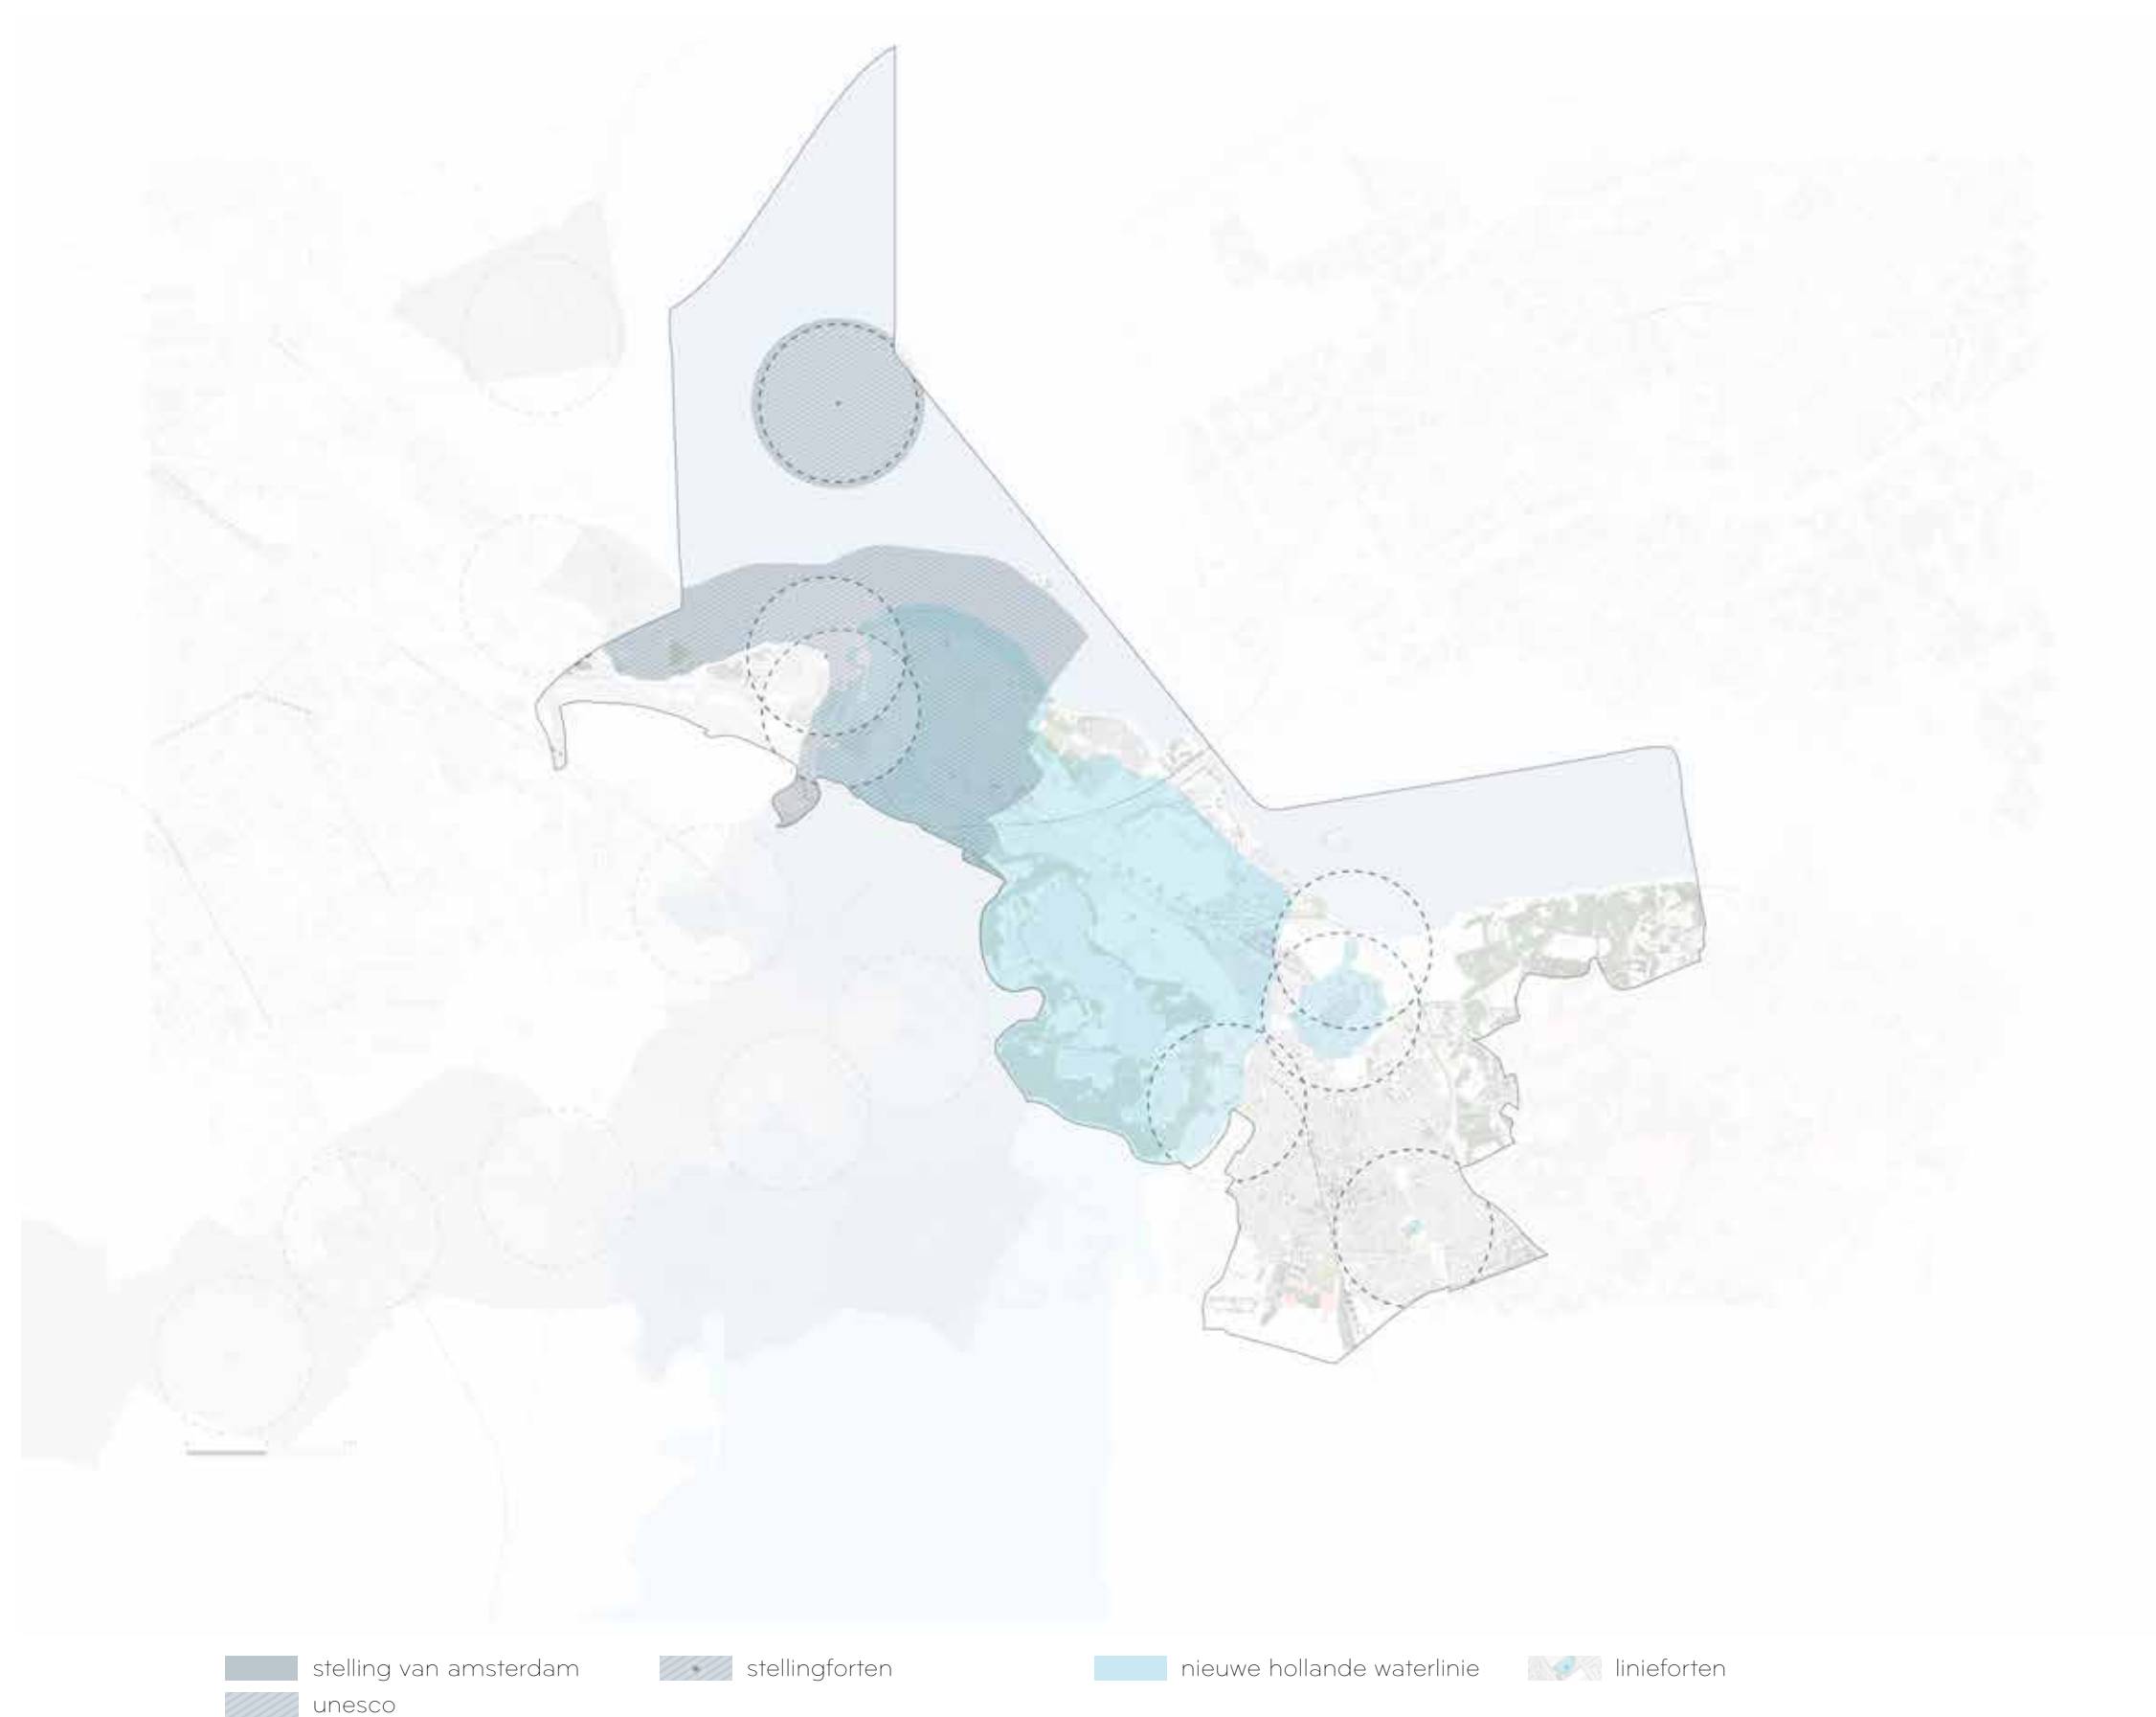 stelling van amsterdam
stellingforten
nieuwe hollande waterlinie
linieforten
unesco